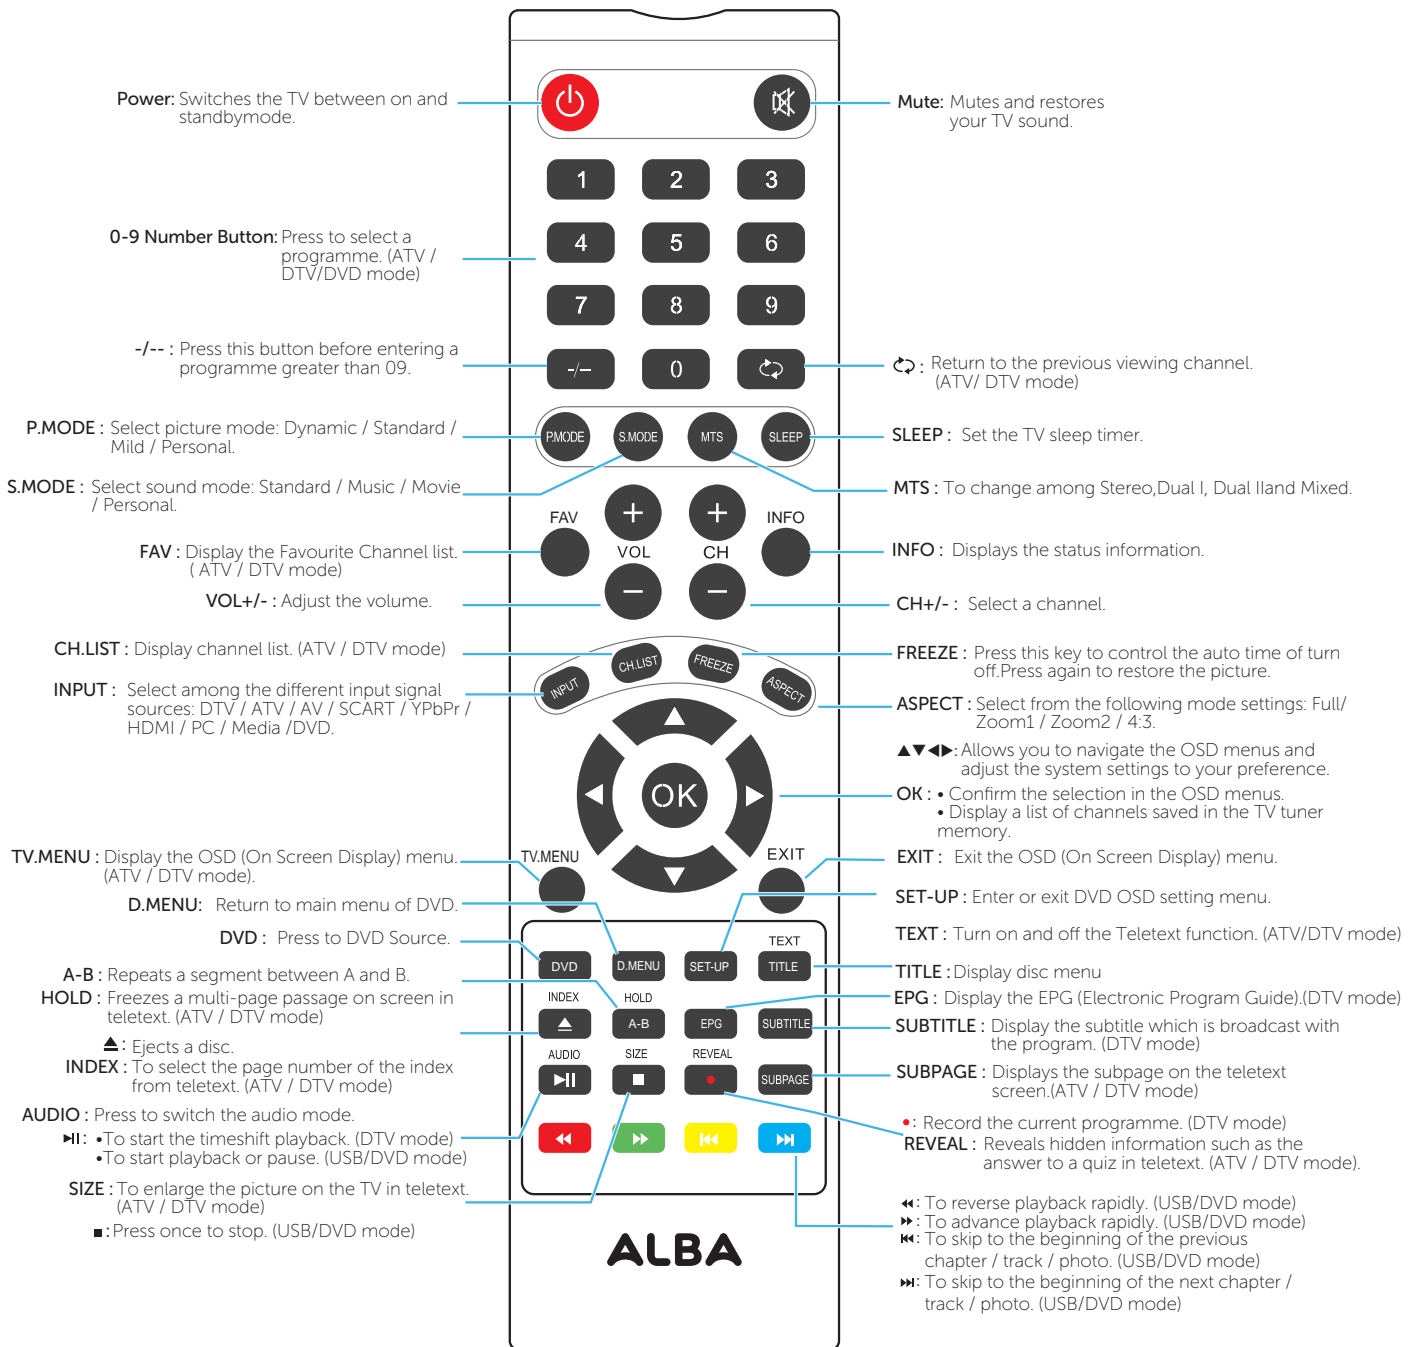 Power: Switches the TV between on and
standbymode.
0-9 Number Button: Press to select a
programme. (ATV /
DTV/DVD mode)
-/-- : Press this button before entering a
programme greater than 09.
P.MODE : Select picture mode: Dynamic / Standard /
Mild / Personal.
S.MODE : Select sound mode: Standard / Music / Movie
/ Personal.
FAV : Display the Favourite Channel list.
( ATV / DTV mode)
VOL+/- : Adjust the volume.
CH.LIST : Display channel list. (ATV / DTV mode)
INPUT : Select among the different input signal
sources: DTV / ATV / AV / SCART / YPbPr /
HDMI / PC / Media /DVD.
TV.MENU : Display the OSD (On Screen Display) menu.
(ATV / DTV mode).
D.MENU: Return to main menu of DVD.
DVD : Press to DVD Source.
A-B : Repeats a segment between A and B.
HOLD : Freezes a multi-page passage on screen in
teletext. (ATV / DTV mode)
⏏ : Ejects a disc.
INDEX : To select the page number of the index
from teletext. (ATV / DTV mode)
AUDIO : Press to switch the audio mode.
⏯ : •To start the timeshift playback. (DTV mode)
•To start playback or pause. (USB/DVD mode)
SIZE : To enlarge the picture on the TV in teletext.
(ATV / DTV mode)
■ : Press once to stop. (USB/DVD mode)
1 2 3
4 5 6
7 8 9
-/-- 0
P.MODE S.MODE MTS SLEEP
FAV + + INFO
VOL CH
− −
INPUT CH.LIST FREEZE ASPECT
▲
◀ OK ▶
▼
TV.MENU EXIT
TEXT
DVD D.MENU SET-UP TITLE
INDEX HOLD
⏏ A-B EPG SUBTITLE
AUDIO SIZE REVEAL
⏯ ■ ● SUBPAGE
⏪ ⏩ ⏮ ⏭
ALBA
Mute: Mutes and restores
your TV sound.
: Return to the previous viewing channel.
(ATV/ DTV mode)
SLEEP : Set the TV sleep timer.
MTS : To change among Stereo,Dual I, Dual IIand Mixed.
INFO : Displays the status information.
CH+/- : Select a channel.
FREEZE : Press this key to control the auto time of turn
off.Press again to restore the picture.
ASPECT : Select from the following mode settings: Full/
Zoom1 / Zoom2 / 4:3.
▲▼◀▶: Allows you to navigate the OSD menus and
adjust the system settings to your preference.
OK : • Confirm the selection in the OSD menus.
• Display a list of channels saved in the TV tuner
memory.
EXIT : Exit the OSD (On Screen Display) menu.
SET-UP : Enter or exit DVD OSD setting menu.
TEXT : Turn on and off the Teletext function. (ATV/DTV mode)
TITLE : Display disc menu
EPG : Display the EPG (Electronic Program Guide).(DTV mode)
SUBTITLE : Display the subtitle which is broadcast with
the program. (DTV mode)
SUBPAGE : Displays the subpage on the teletext
screen.(ATV / DTV mode)
●: Record the current programme. (DTV mode)
REVEAL : Reveals hidden information such as the
answer to a quiz in teletext. (ATV / DTV mode).
⏪: To reverse playback rapidly. (USB/DVD mode)
⏩: To advance playback rapidly. (USB/DVD mode)
⏮: To skip to the beginning of the previous
chapter / track / photo. (USB/DVD mode)
⏭: To skip to the beginning of the next chapter /
track / photo. (USB/DVD mode)